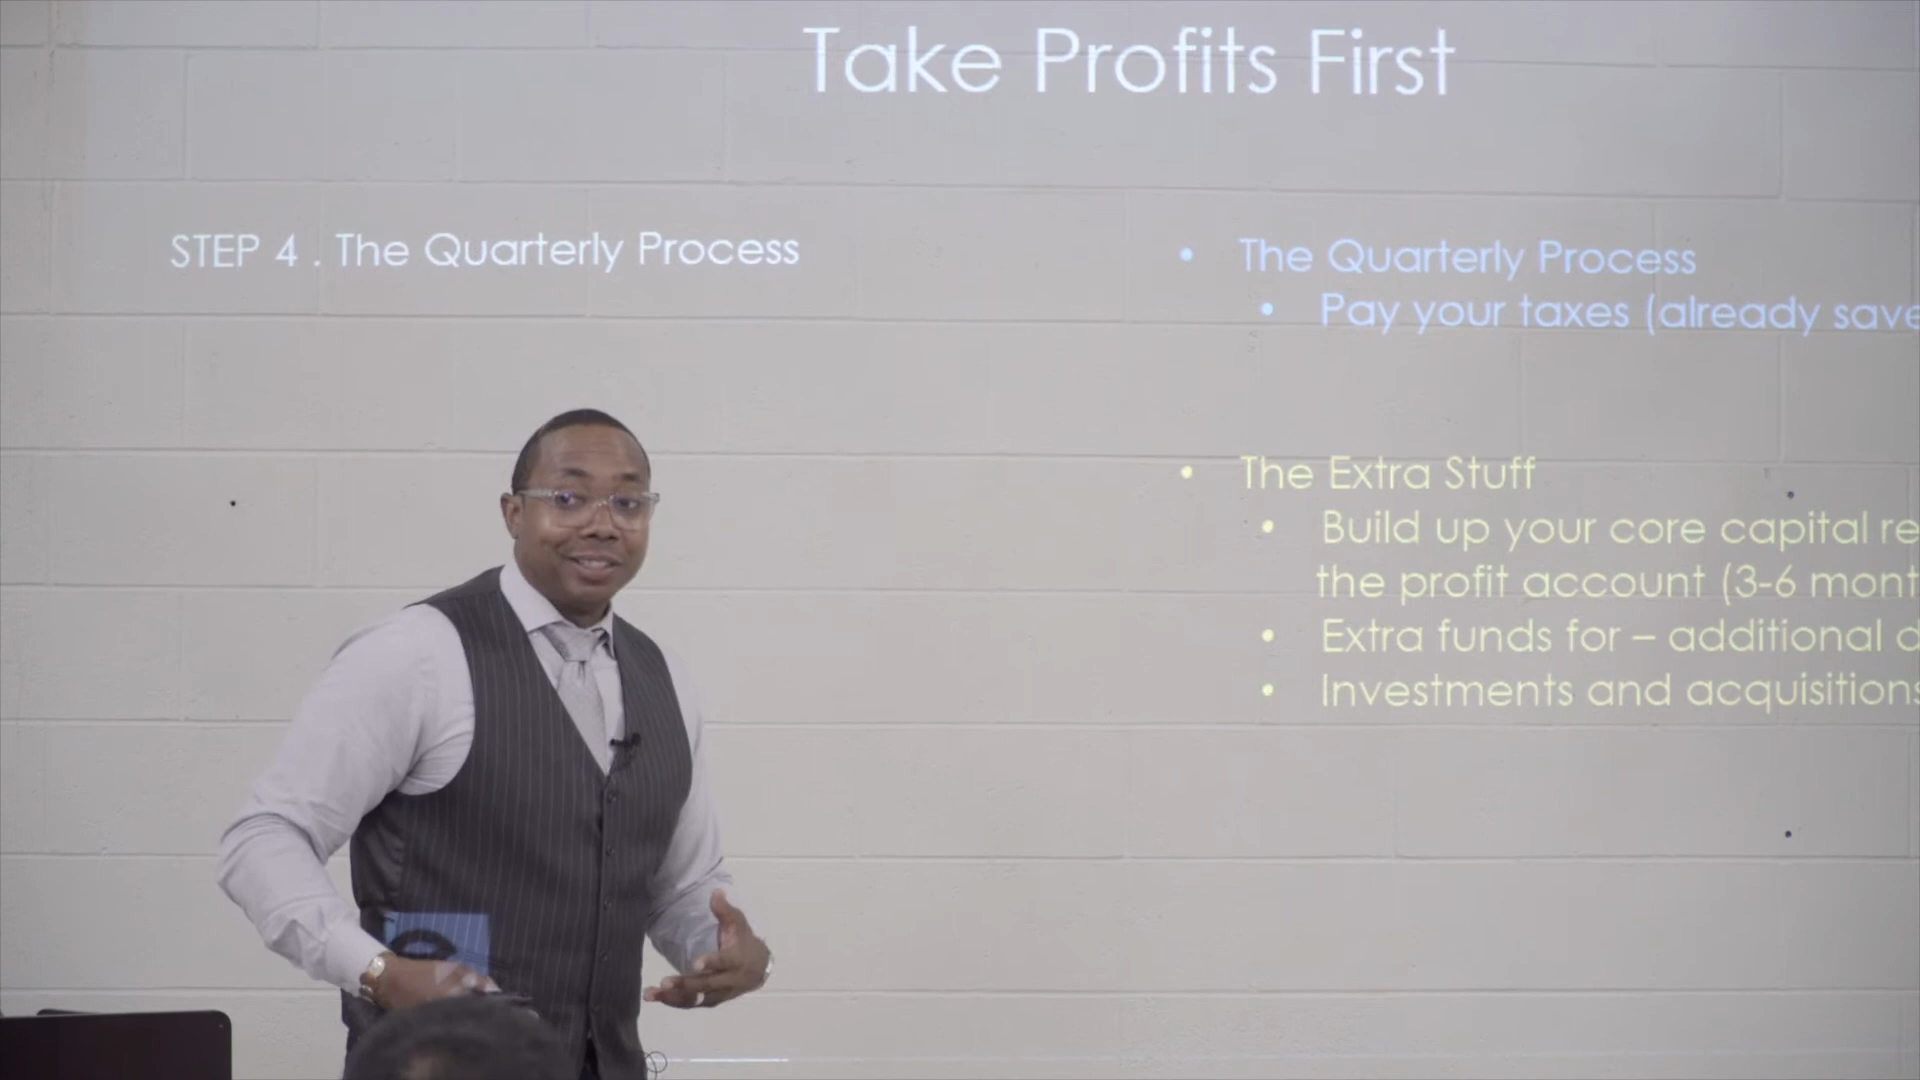 Take Profits First
STEP 4 . The Quarterly Process
• The Quarterly Process
• Pay your taxes (already save
• The Extra Stuff
• Build up your core capital re
the profit account (3-6 mont
• Extra funds for – additional d
• Investments and acquisitions